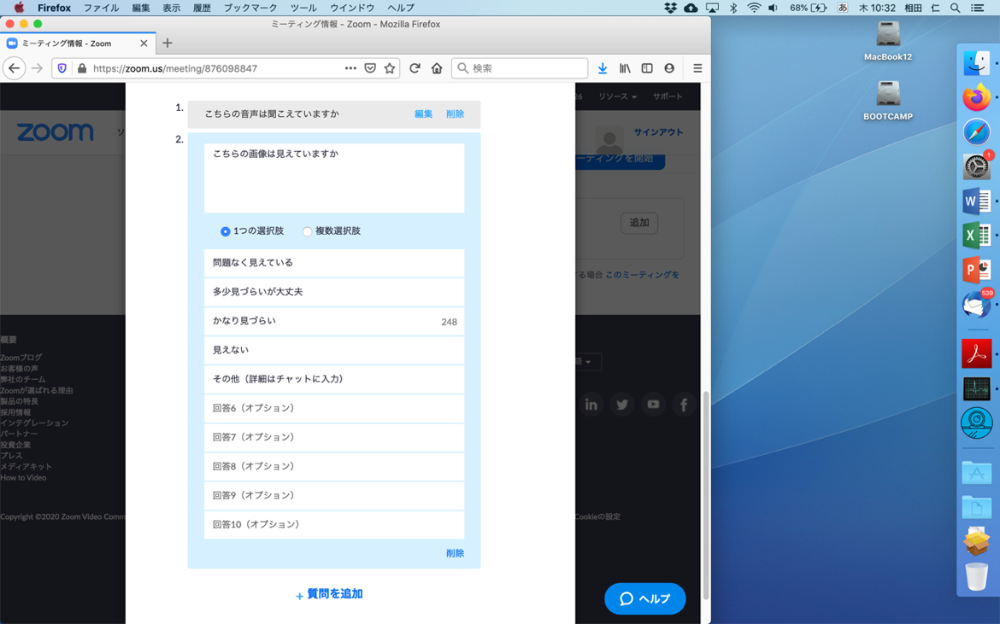 Firefox ファイル 編集 表示 履歴 ブックマーク ツール ウインドウ ヘルプ 68% あ 木 10:32 相田 仁
ミーティング情報 - Zoom - Mozilla Firefox
ミーティング情報 - Zoom
https://zoom.us/meeting/876098847 検索
MacBook12
BOOTCAMP
26 リソース サポート
1. こちらの音声は聞こえていますか 編集 削除
zoom ソ サインアウト
2. こちらの画像は見えていますか
ーティングを開始
1つの選択肢 複数選択肢
追加
問題なく見えている
する場合 このミーティングを
多少見づらいが大丈夫
かなり見づらい 248
見えない
その他（詳細はチャットに入力）
回答6（オプション）
回答7（オプション）
回答8（オプション）
回答9（オプション）
回答10（オプション）
削除
+ 質問を追加
概要
Zoomブログ
お客様の声
弊社のチーム
Zoomが選ばれる理由
製品の特長
採用情報
インテグレーション
パートナー
投資企業
プレス
メディアキット
How to Video
語
in
f
Copyright ©2020 Zoom Video Comm
Cookieの設定
ヘルプ
1
W
X
P
539